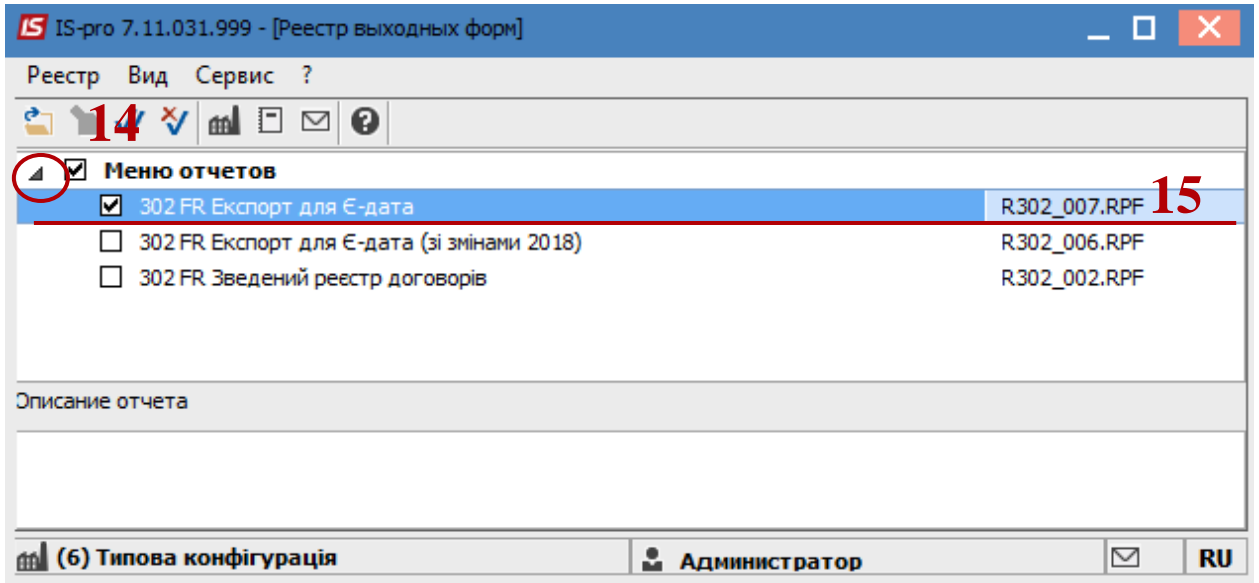 IS IS-pro 7.11.031.999 - [Реестр выходных форм]
Реестр Вид Сервис ?
14
Меню отчетов
302 FR Експорт для Є-дата R302_007.RPF 15
302 FR Експорт для Є-дата (зі змінами 2018) R302_006.RPF
302 FR Зведений реєстр договорів R302_002.RPF
Описание отчета
(6) Типова конфігурація Администратор RU